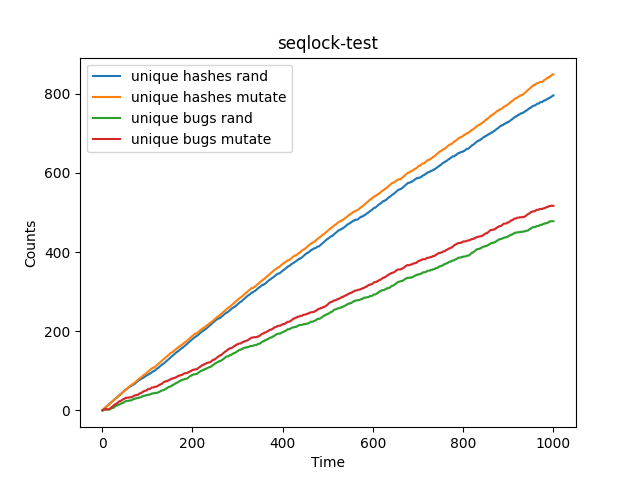 seqlock-test
unique hashes rand
unique hashes mutate
unique bugs rand
unique bugs mutate
Counts
800
600
400
200
0
0 200 400 600 800 1000
Time